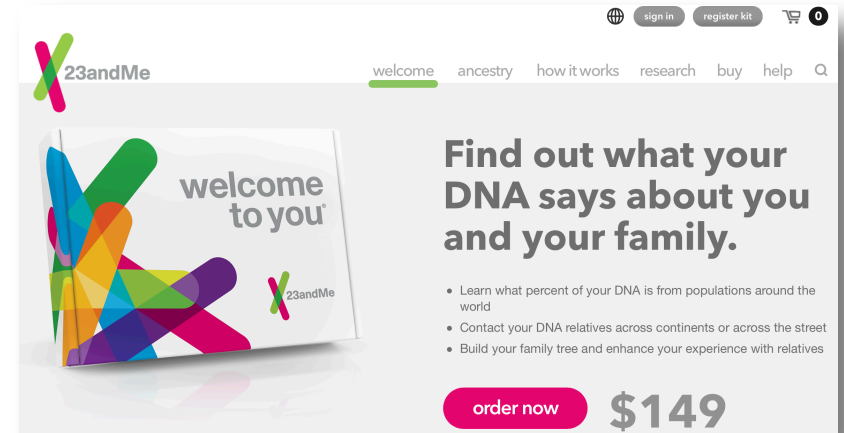 sign in
register kit
0
23andMe
welcome
ancestry
how it works
research
buy
help
welcome
to you®
23andMe
Find out what your
DNA says about you
and your family.
• Learn what percent of your DNA is from populations around the
world
• Contact your DNA relatives across continents or across the street
• Build your family tree and enhance your experience with relatives
order now
$149